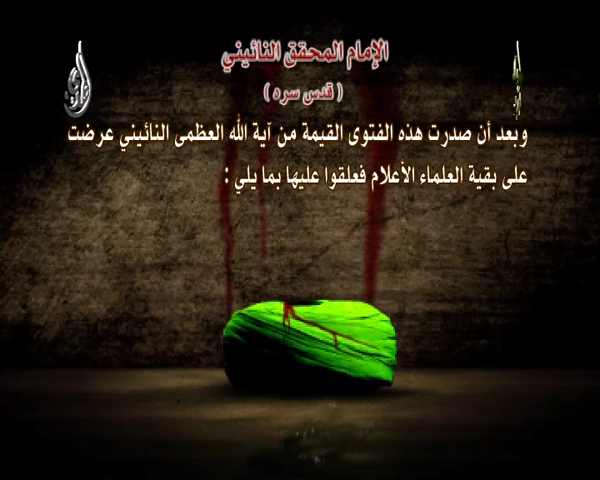 الإمام المحقق النائيني
( قدس سره )
وبعد أن صدرت هذه الفتوى القيمة من آية الله العظمى النائيني عرضت
على بقية العلماء الأعلام فعلقوا عليها بما يلي :